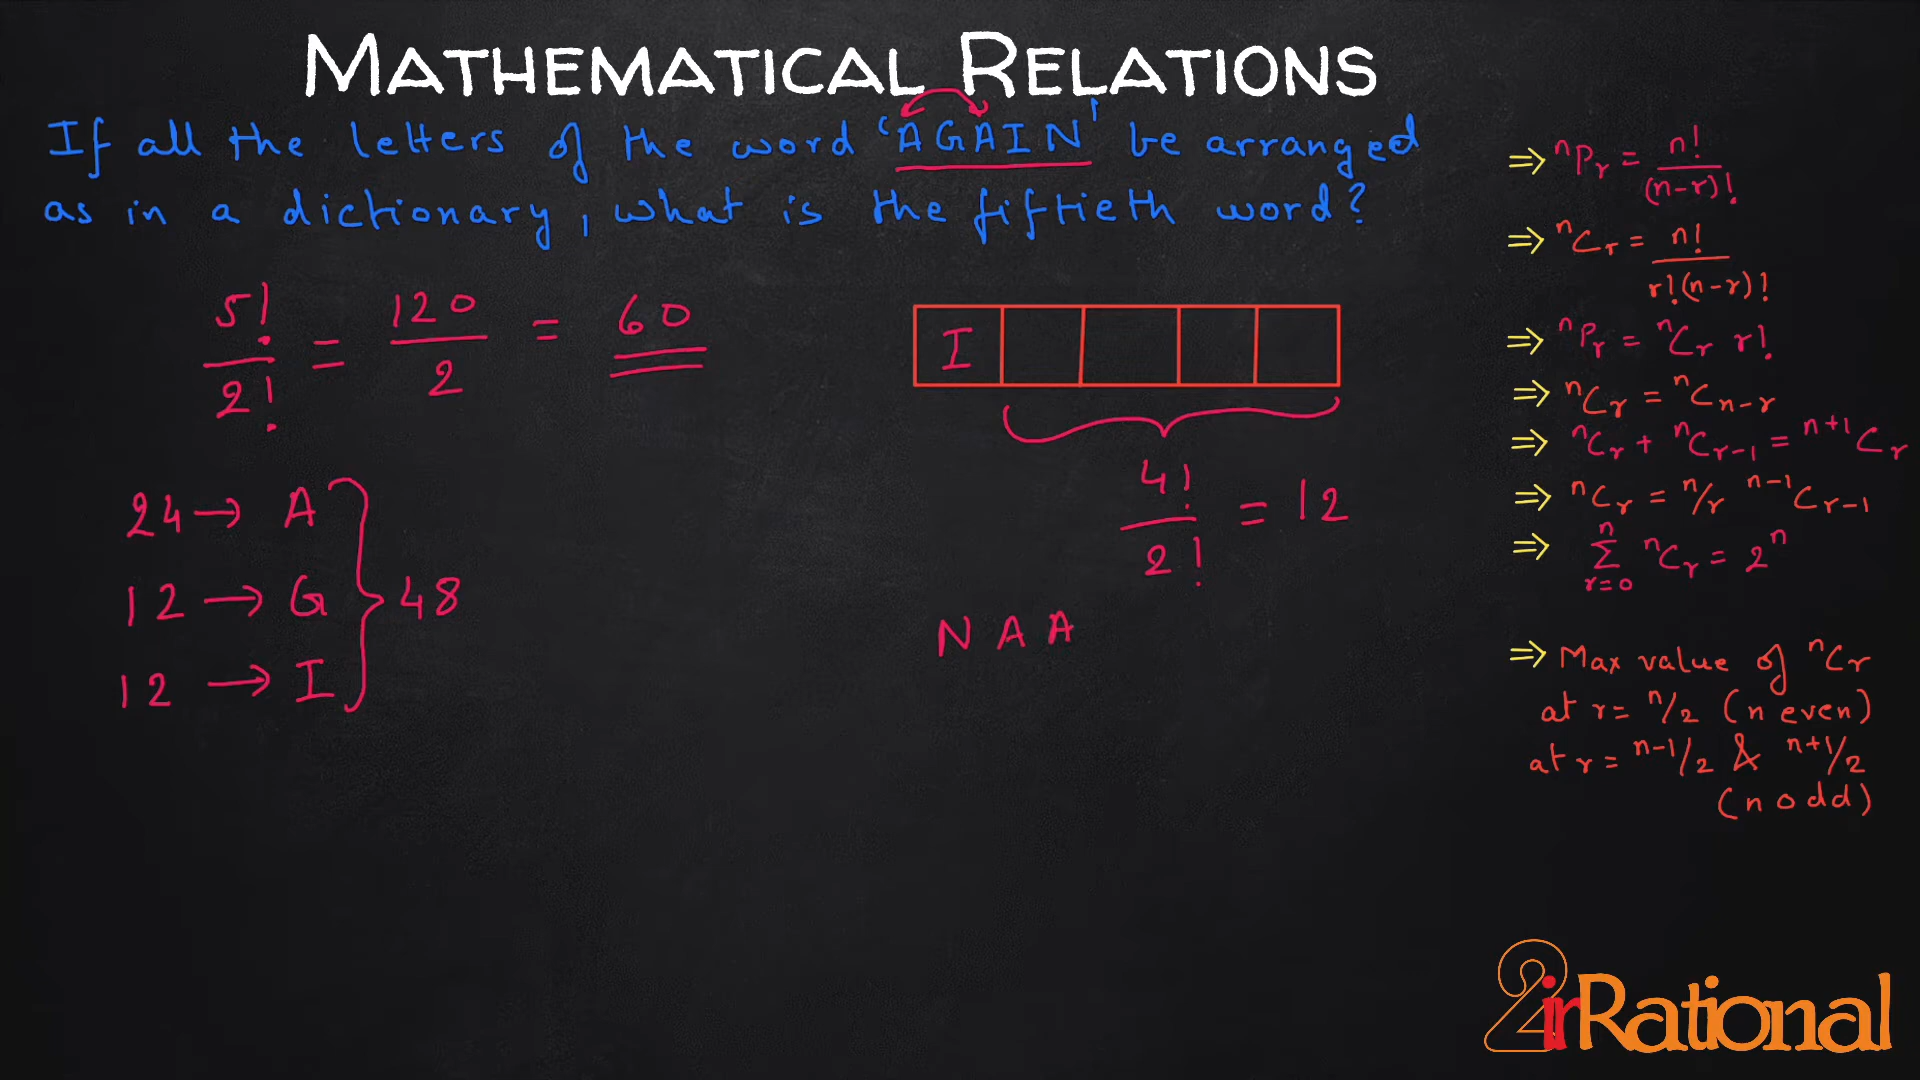 MATHEMATICAL RELATIONS
If all the letters of the word 'AGAIN' be arranged
as in a dictionary, what is the fiftieth word?
5!/2! = 120/2 = 60
24 → A
12 → G } 48
12 → I
I
4!/2! = 12
N A A
⇒ ⁿPᵣ = n!/(n-r)!
⇒ ⁿCᵣ = n!/r!(n-r)!
⇒ ⁿPᵣ = ⁿCᵣ r!
⇒ ⁿCᵣ = ⁿCₙ₋ᵣ
⇒ ⁿCᵣ + ⁿCᵣ₋₁ = ⁿ⁺¹Cᵣ
⇒ ⁿCᵣ = n/r ⁿ⁻¹Cᵣ₋₁
⇒ n Σ r=0 ⁿCᵣ = 2ⁿ
⇒ Max value of ⁿCᵣ
at r = n/2 (n even)
at r = n-1/2 & n+1/2
(n odd)
2irRational